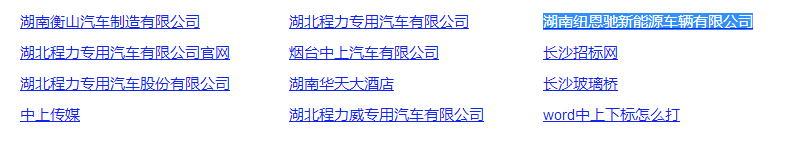 湖南衡山汽车制造有限公司 湖北程力专用汽车有限公司 湖南纽恩驰新能源车辆有限公司
湖北程力专用汽车有限公司官网 烟台中上汽车有限公司 长沙招标网
湖北程力专用汽车股份有限公司 湖南华天大酒店 长沙玻璃桥
中上传媒 湖北程力威专用汽车有限公司 word中上下标怎么打